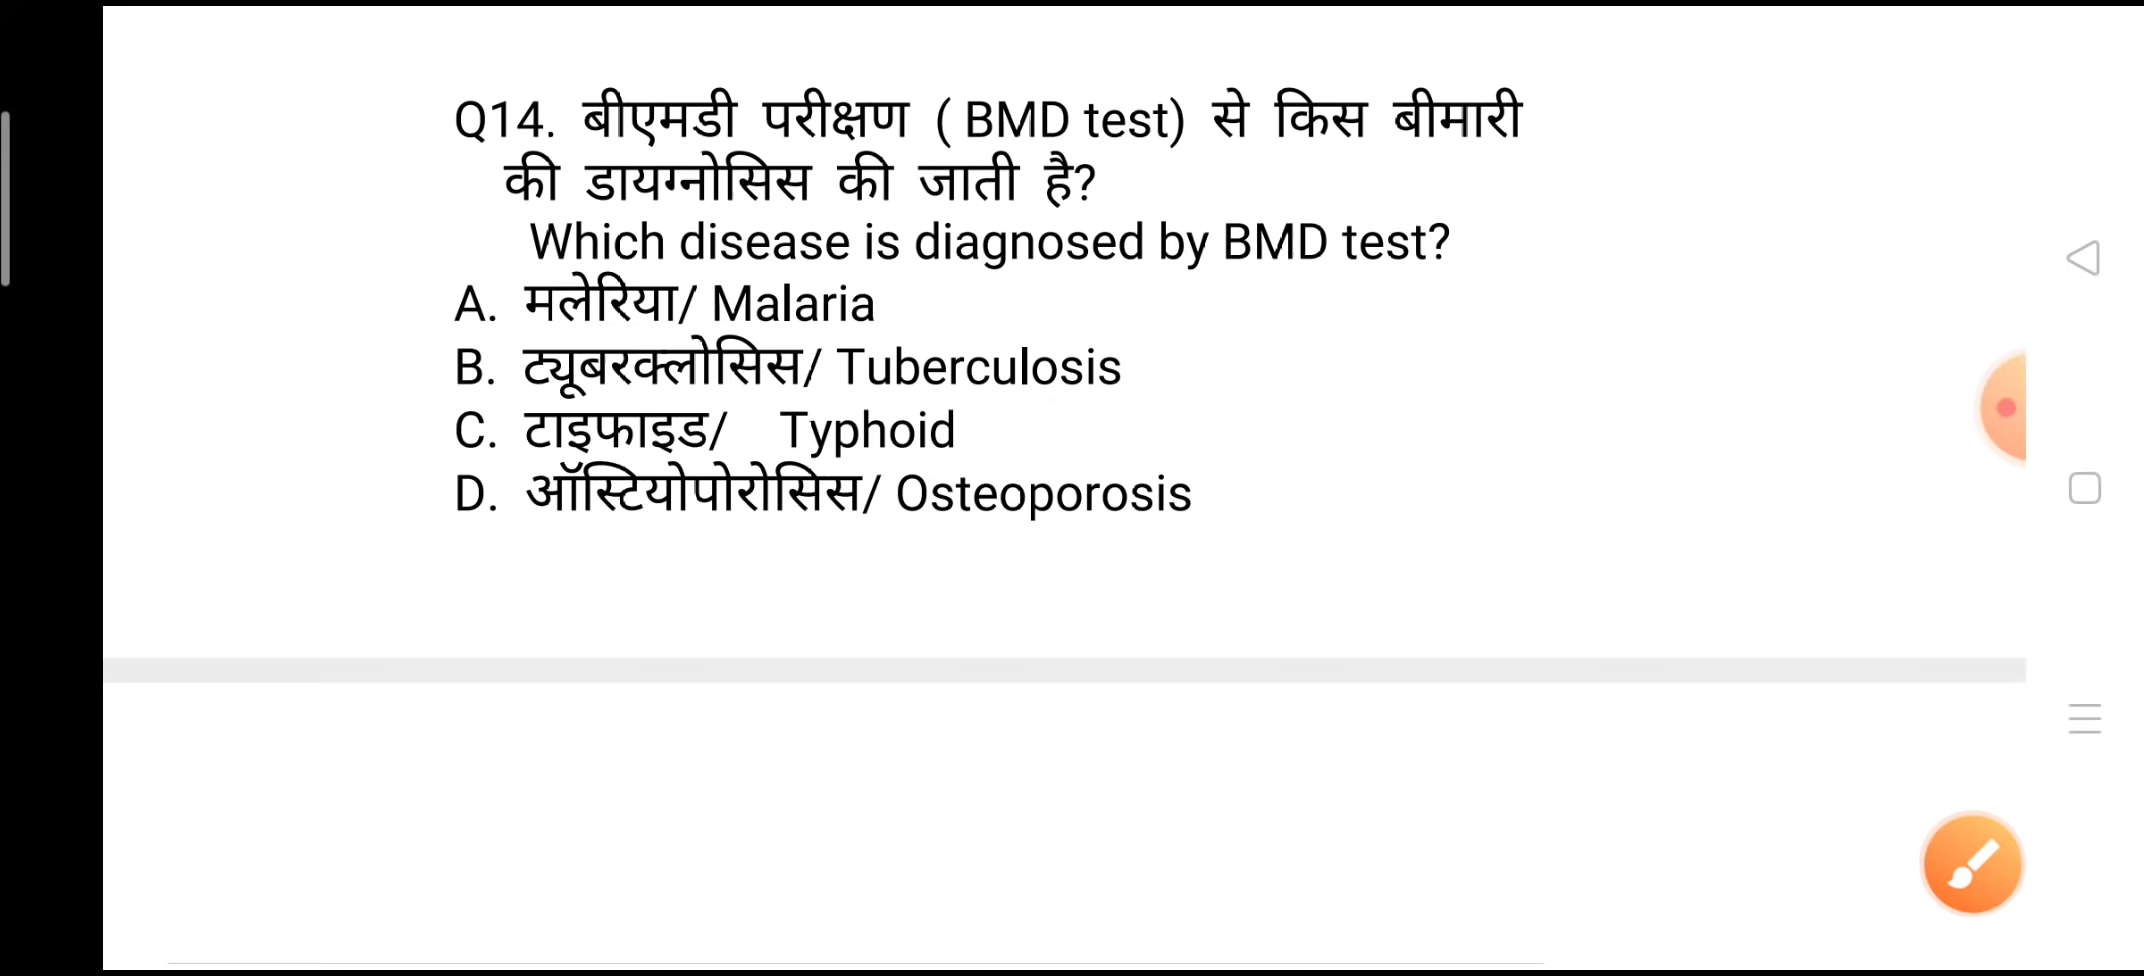 Q14. बीएमडी परीक्षण ( BMD test) से किस बीमारी
की डायग्नोसिस की जाती है?
Which disease is diagnosed by BMD test?
A. मलेरिया/ Malaria
B. ट्यूबरक्लोसिस/ Tuberculosis
C. टाइफाइड/ Typhoid
D. ऑस्टियोपोरोसिस/ Osteoporosis